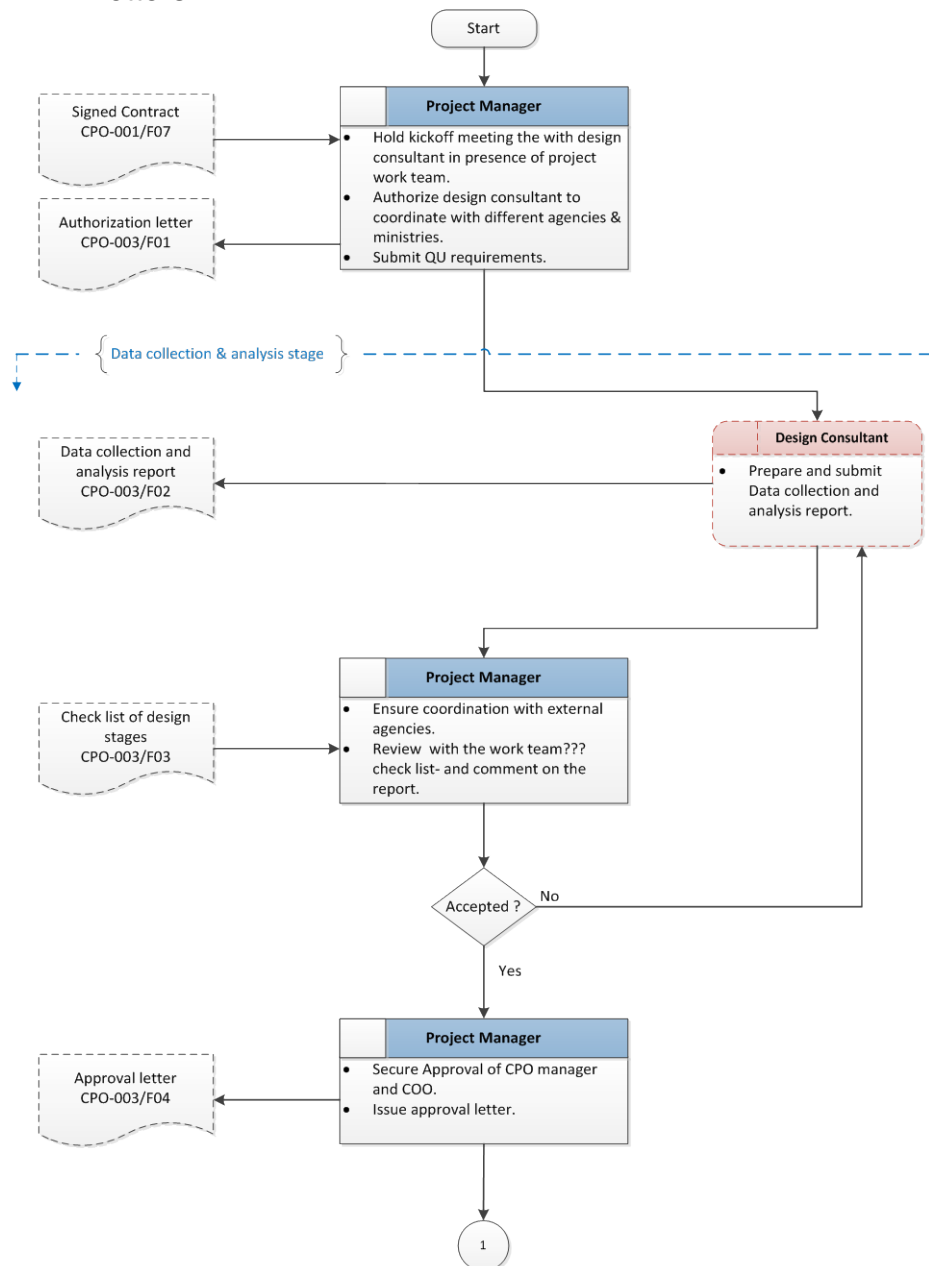 Start
Signed Contract
CPO-001/F07
Project Manager
• Hold kickoff meeting the with design
consultant in presence of project
work team.
• Authorize design consultant to
coordinate with different agencies &
ministries.
• Submit QU requirements.
Authorization letter
CPO-003/F01
Data collection & analysis stage
Data collection and
analysis report
CPO-003/F02
Design Consultant
• Prepare and submit
Data collection and
analysis report.
Check list of design
stages
CPO-003/F03
Project Manager
• Ensure coordination with external
agencies.
• Review with the work team???
check list- and comment on the
report.
Accepted ?
No
Yes
Approval letter
CPO-003/F04
Project Manager
• Secure Approval of CPO manager
and COO.
• Issue approval letter.
1